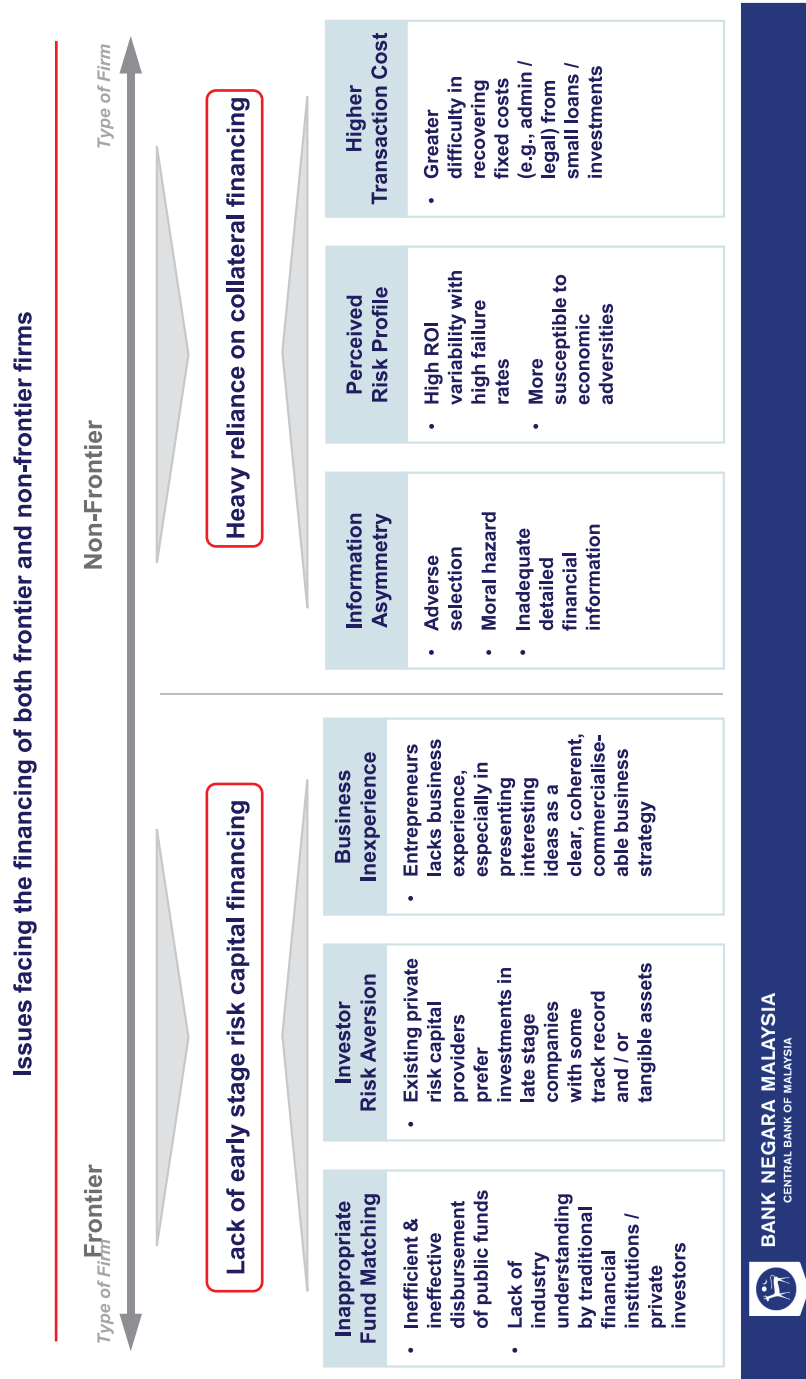 Issues facing the financing of both frontier and non-frontier firms
Type of Firm
Frontier
Non-Frontier
Type of Firm
Lack of early stage risk capital financing
Heavy reliance on collateral financing
Inappropriate
Fund Matching
• Inefficient &
ineffective
disbursement
of public funds
• Lack of
industry
understanding
by traditional
financial
institutions /
private
investors
Investor
Risk Aversion
• Existing private
risk capital
providers
prefer
investments in
late stage
companies
with some
track record
and / or
tangible assets
Business
Inexperience
• Entrepreneurs
lacks business
experience,
especially in
presenting
interesting
ideas as a
clear, coherent,
commercialise-
able business
strategy
Information
Asymmetry
• Adverse
selection
• Moral hazard
• Inadequate
detailed
financial
information
Perceived
Risk Profile
• High ROI
variability with
high failure
rates
• More
susceptible to
economic
adversities
Higher
Transaction Cost
• Greater
difficulty in
recovering
fixed costs
(e.g., admin /
legal) from
small loans /
investments
BANK NEGARA MALAYSIA
CENTRAL BANK OF MALAYSIA